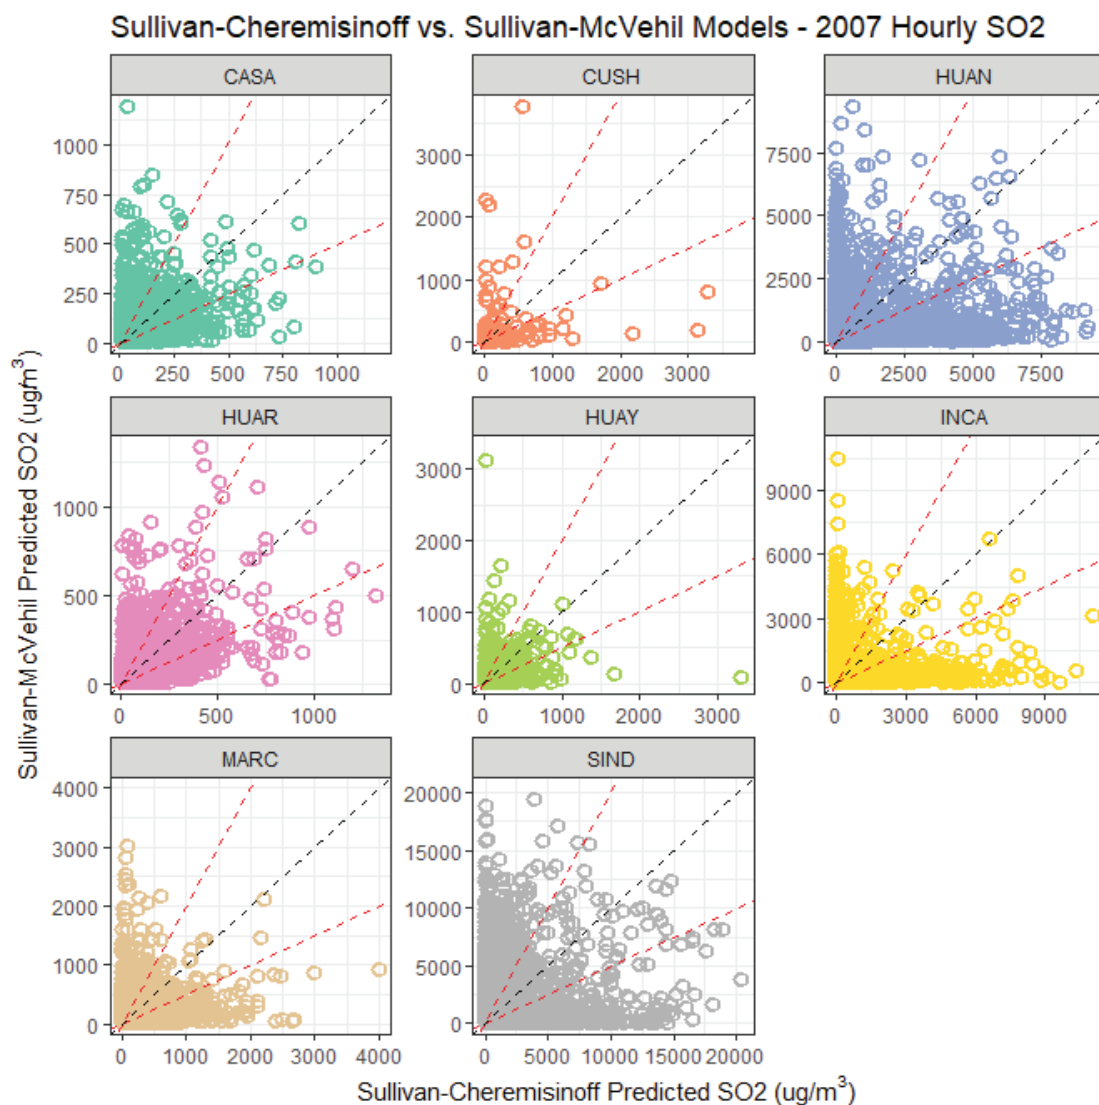 Sullivan-Cheremisinoff vs. Sullivan-McVehil Models - 2007 Hourly SO2
CASA
CUSH
HUAN
1000
750
500
250
0
0 250 500 750 1000
3000
2000
1000
0
0 1000 2000 3000
7500
5000
2500
0
0 2500 5000 7500
HUAR
HUAY
INCA
1000
500
0
0 500 1000
3000
2000
1000
0
0 1000 2000 3000
9000
6000
3000
0
0 3000 6000 9000
MARC
SIND
4000
3000
2000
1000
0
0 1000 2000 3000 4000
20000
15000
10000
5000
0
0 5000 10000 15000 20000
Sullivan-McVehil Predicted SO2 (ug/m³)
Sullivan-Cheremisinoff Predicted SO2 (ug/m³)